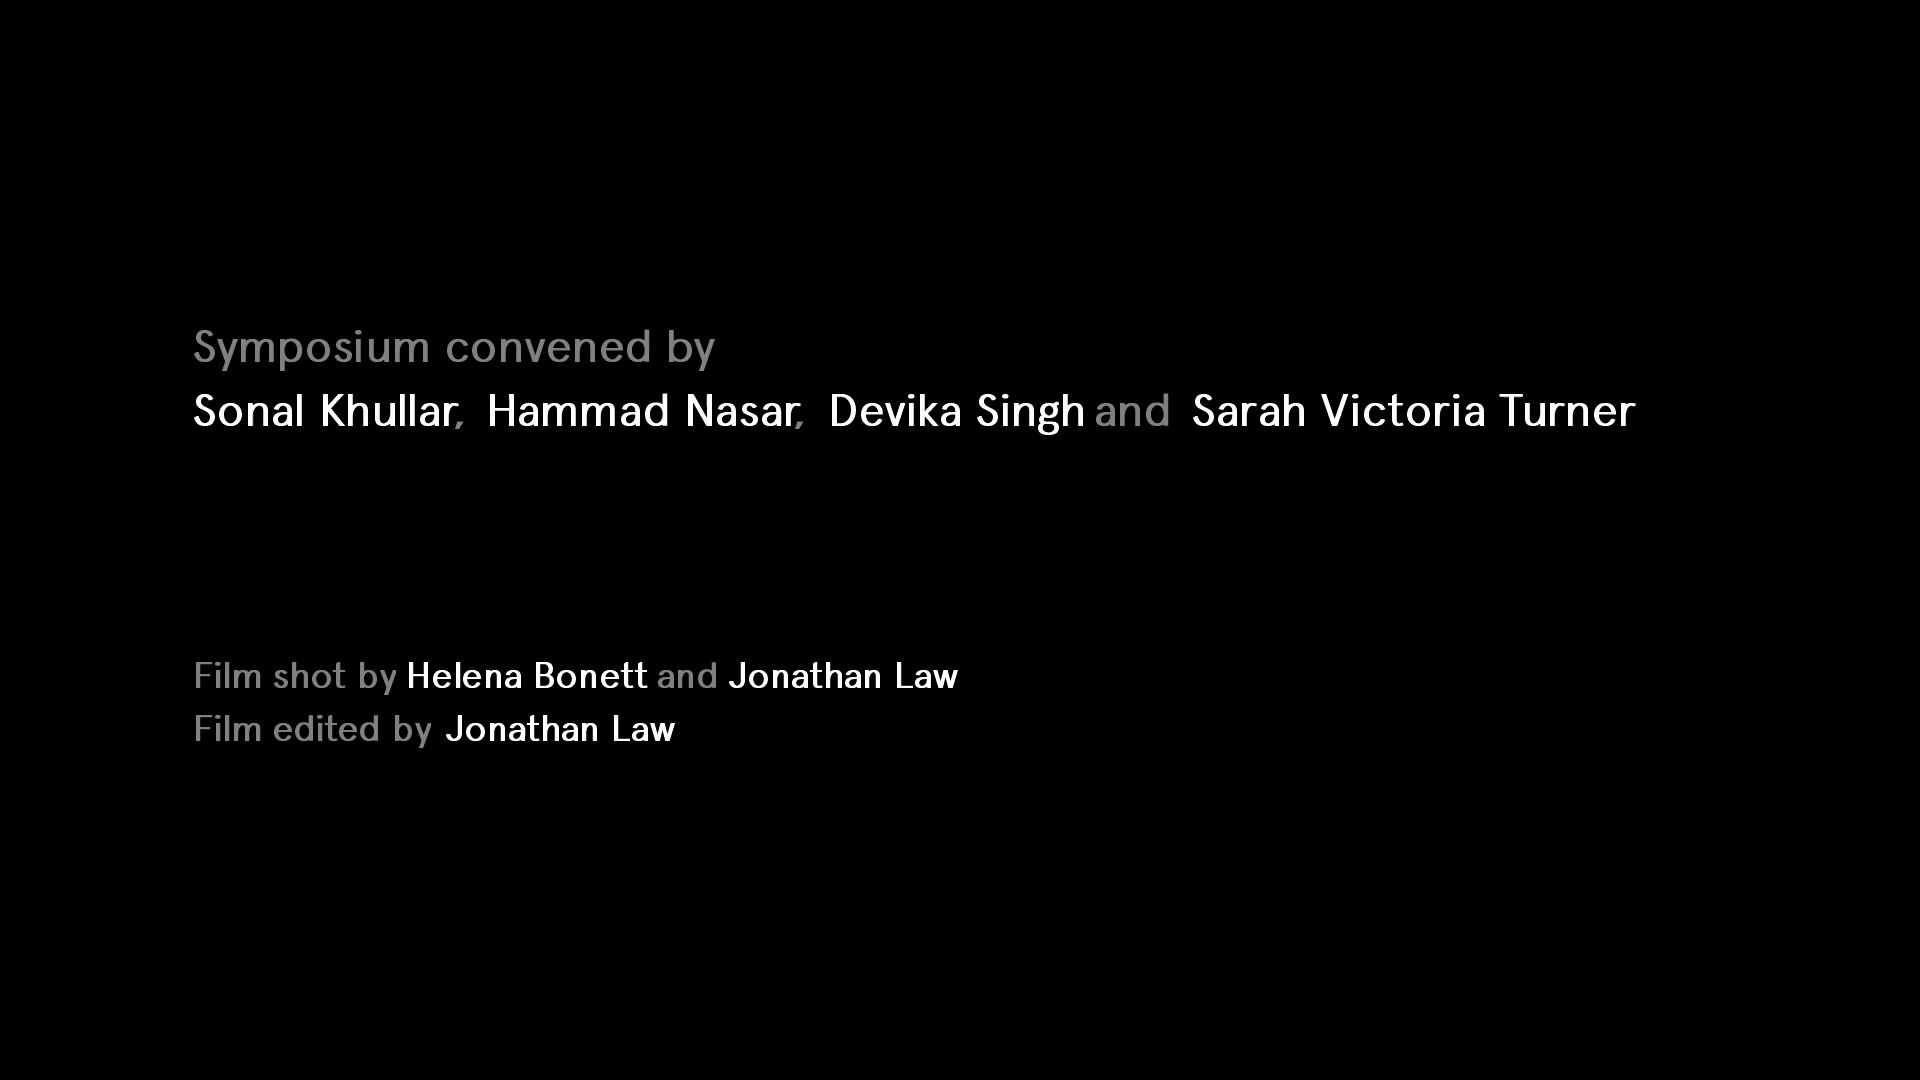 Symposium convened by
Sonal Khullar, Hammad Nasar, Devika Singh and Sarah Victoria Turner
Film shot by Helena Bonett and Jonathan Law
Film edited by Jonathan Law